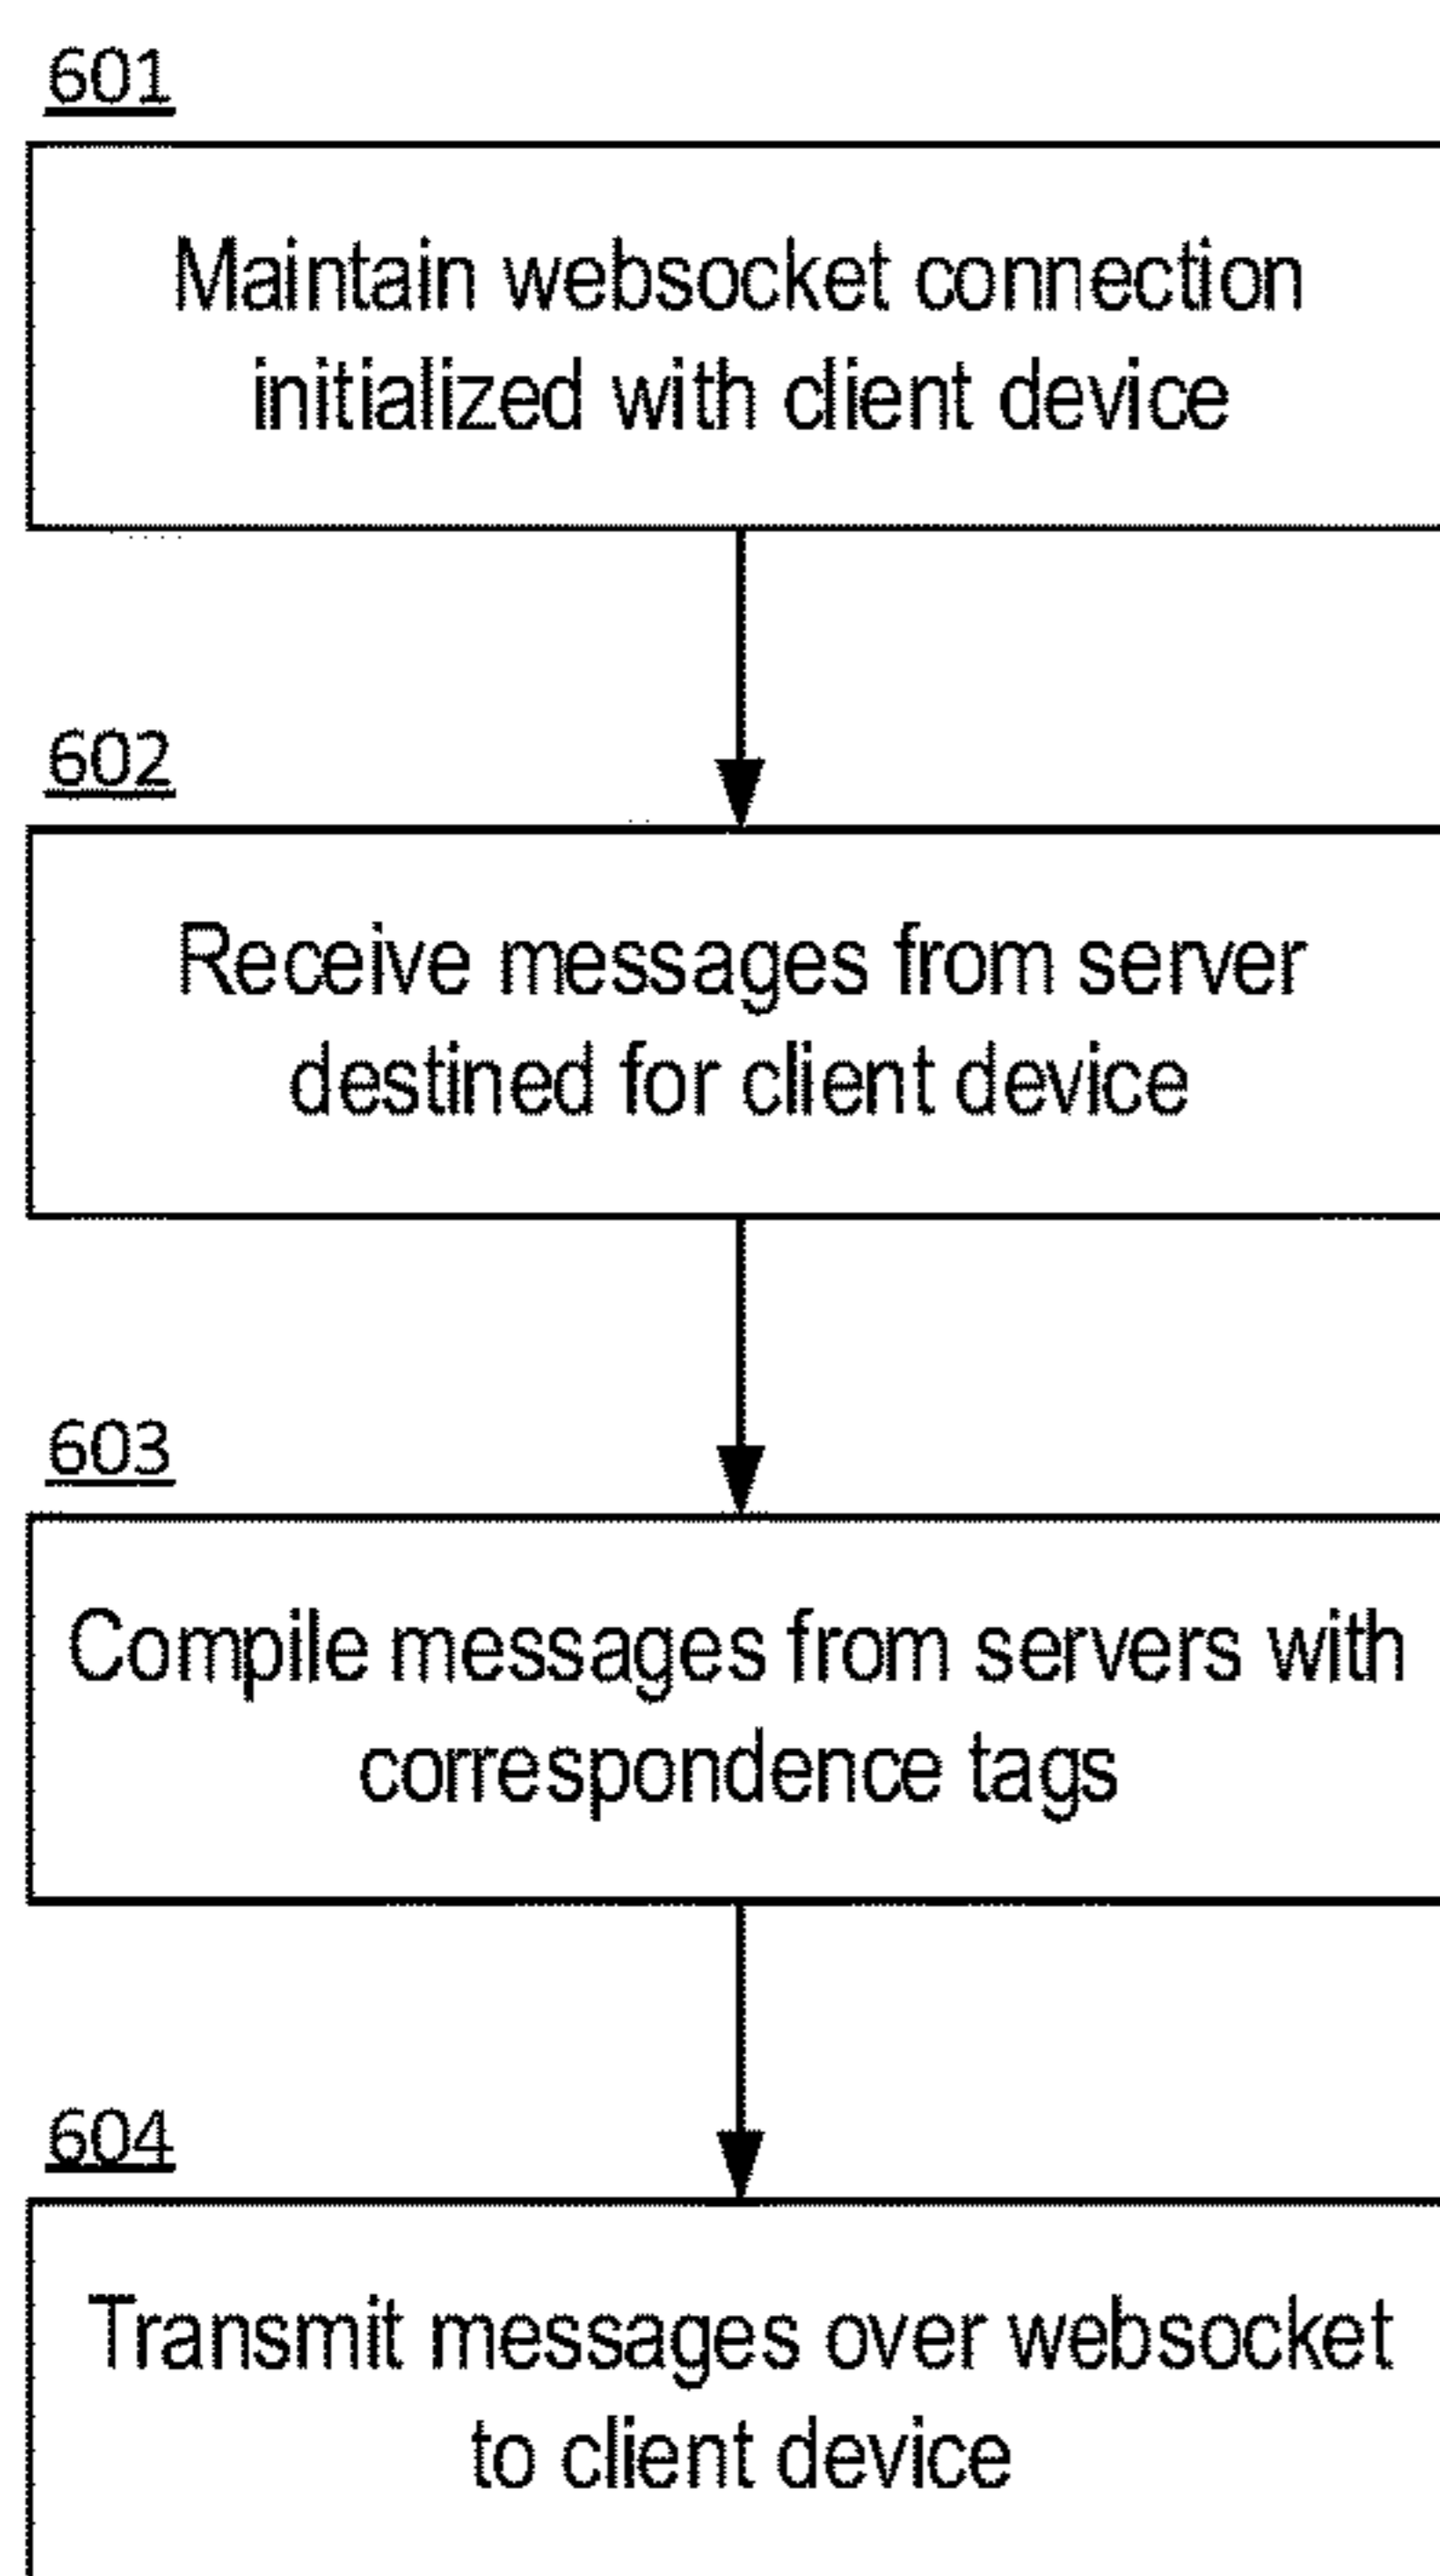 601
Maintain websocket connection
initialized with client device
602
Receive messages from server
destined for client device
603
Compile messages from servers with
correspondence tags
604
Transmit messages over websocket
to client device